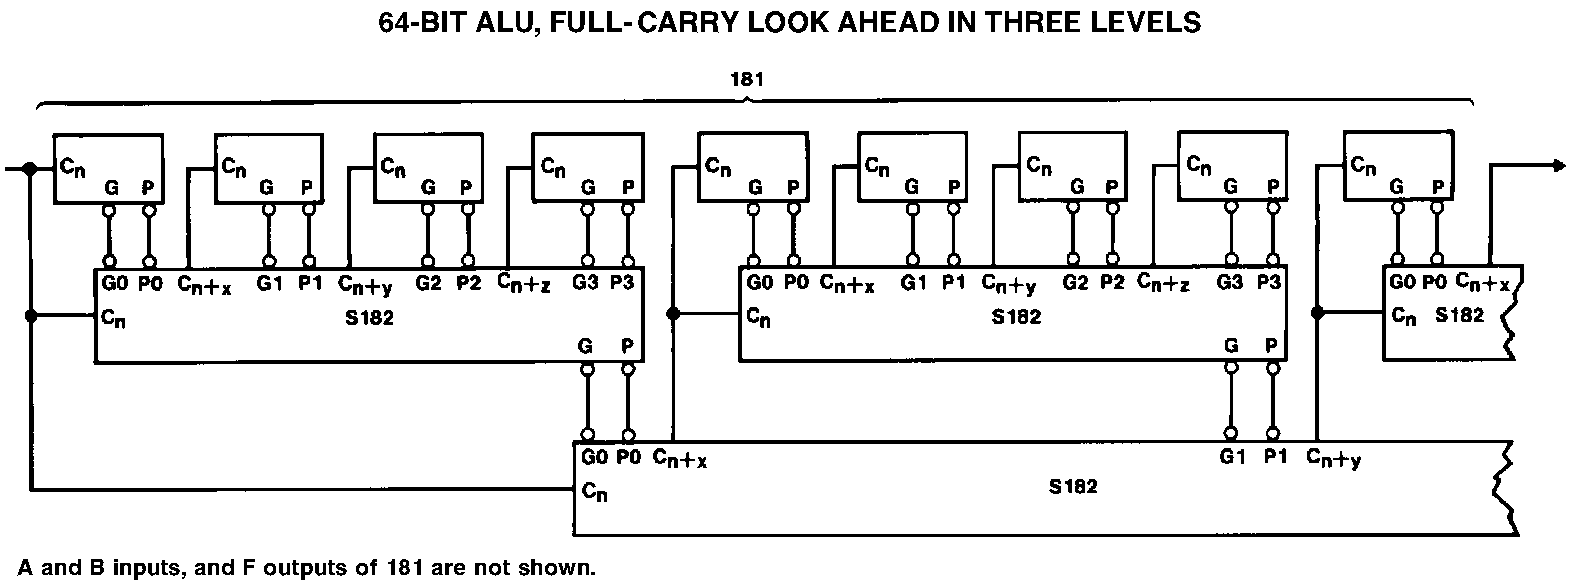 64-BIT ALU, FULL-CARRY LOOK AHEAD IN THREE LEVELS
181
Cn Cn Cn Cn Cn Cn Cn Cn Cn
G P G P G P G P G P G P G P G P G P
G0 P0 Cn+x G1 P1 Cn+y G2 P2 Cn+z G3 P3 G0 P0 Cn+x G1 P1 Cn+y G2 P2 Cn+z G3 P3 G0 P0 Cn+x
Cn S182 Cn S182 Cn S182
G P G P
G0 P0 Cn+x G1 P1 Cn+y
Cn S182
A and B inputs, and F outputs of 181 are not shown.